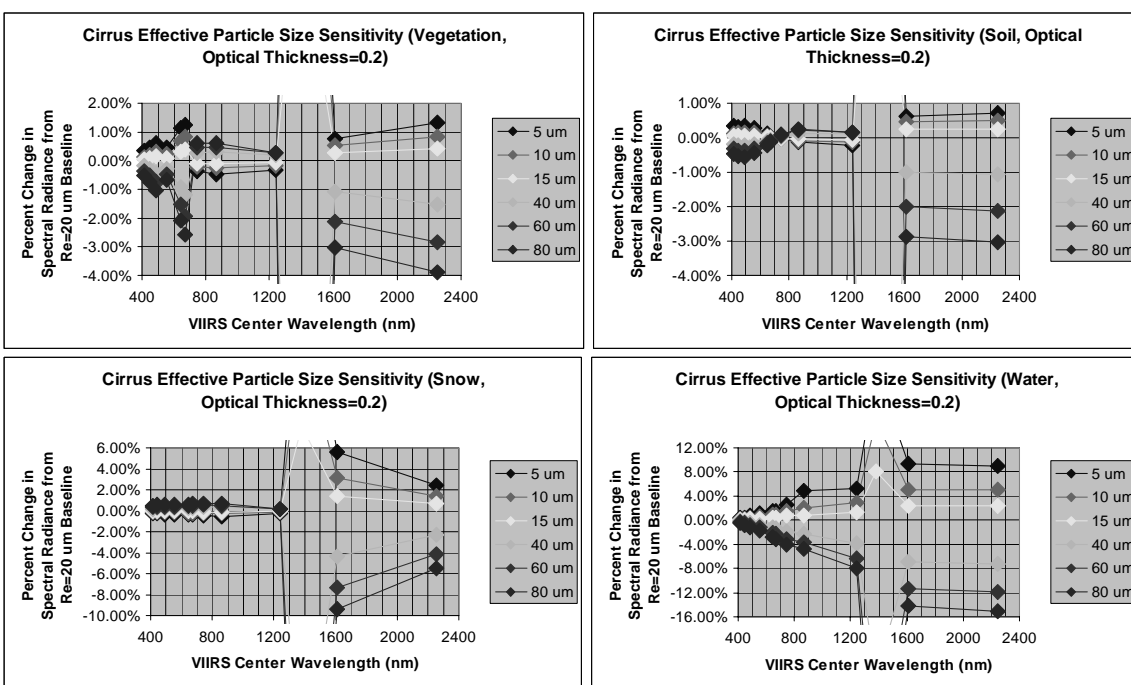 Cirrus Effective Particle Size Sensitivity (Vegetation,
Optical Thickness=0.2)
Percent Change in
Spectral Radiance from
Re=20 um Baseline
2.00%
1.00%
0.00%
-1.00%
-2.00%
-3.00%
-4.00%
400 800 1200 1600 2000 2400
VIIRS Center Wavelength (nm)
5 um
10 um
15 um
40 um
60 um
80 um
Cirrus Effective Particle Size Sensitivity (Soil, Optical
Thickness=0.2)
Percent Change in
Spectral Radiance from
Re=20 um Baseline
1.00%
0.00%
-1.00%
-2.00%
-3.00%
-4.00%
400 800 1200 1600 2000 2400
VIIRS Center Wavelength (nm)
5 um
10 um
15 um
40 um
60 um
80 um
Cirrus Effective Particle Size Sensitivity (Snow,
Optical Thickness=0.2)
Percent Change in
Spectral Radiance from
Re=20 um Baseline
6.00%
4.00%
2.00%
0.00%
-2.00%
-4.00%
-6.00%
-8.00%
-10.00%
400 800 1200 1600 2000 2400
VIIRS Center Wavelength (nm)
5 um
10 um
15 um
40 um
60 um
80 um
Cirrus Effective Particle Size Sensitivity (Water,
Optical Thickness=0.2)
Percent Change in
Spectral Radiance from
Re=20 um Baseline
12.00%
8.00%
4.00%
0.00%
-4.00%
-8.00%
-12.00%
-16.00%
400 800 1200 1600 2000 2400
VIIRS Center Wavelength (nm)
5 um
10 um
15 um
40 um
60 um
80 um